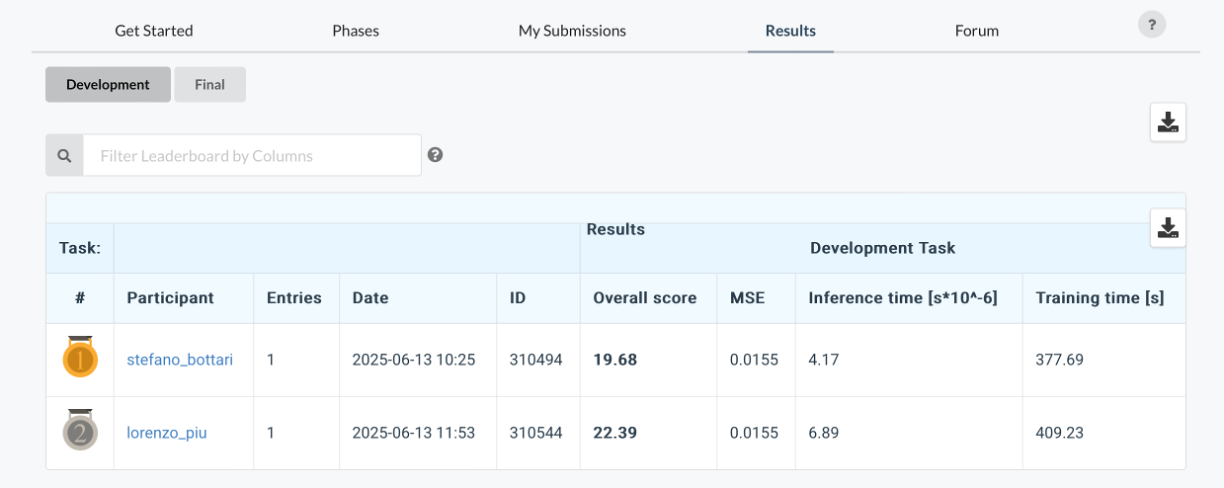 Get Started Phases My Submissions Results Forum ?
Development Final
Filter Leaderboard by Columns ?
Results
Task: Development Task
# Participant Entries Date ID Overall score MSE Inference time [s*10^-6] Training time [s]
1 stefano_bottari 1 2025-06-13 10:25 310494 19.68 0.0155 4.17 377.69
2 lorenzo_piu 1 2025-06-13 11:53 310544 22.39 0.0155 6.89 409.23